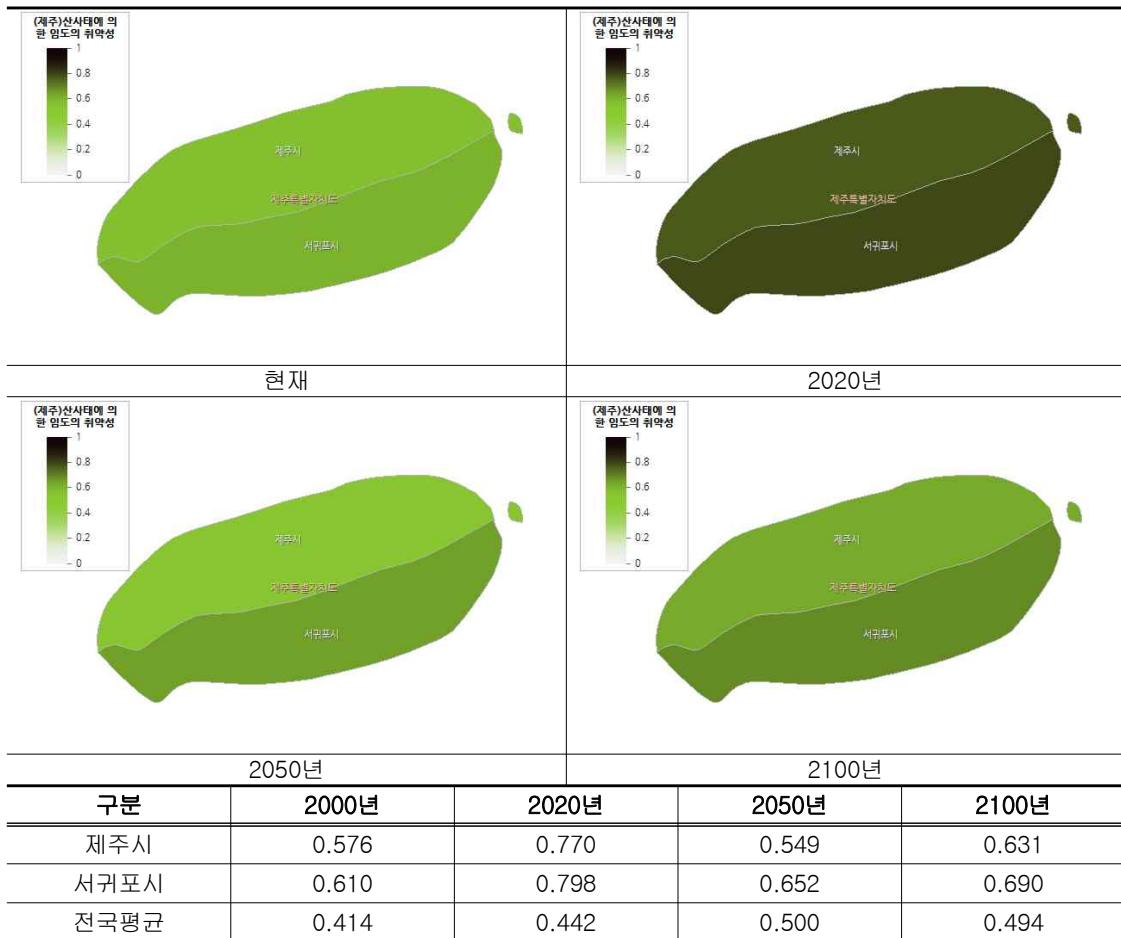 (제주)산사태에 의
한 임도의 취약성
1
0.8
0.6
0.4
0.2
0
제주시
제주특별자치도
서귀포시
(제주)산사태에 의
한 임도의 취약성
1
0.8
0.6
0.4
0.2
0
제주시
제주특별자치도
서귀포시
현재 2020년
(제주)산사태에 의
한 임도의 취약성
1
0.8
0.6
0.4
0.2
0
제주시
제주특별자치도
서귀포시
(제주)산사태에 의
한 임도의 취약성
1
0.8
0.6
0.4
0.2
0
제주시
제주특별자치도
서귀포시
2050년 2100년
구분 2000년 2020년 2050년 2100년
제주시 0.576 0.770 0.549 0.631
서귀포시 0.610 0.798 0.652 0.690
전국평균 0.414 0.442 0.500 0.494